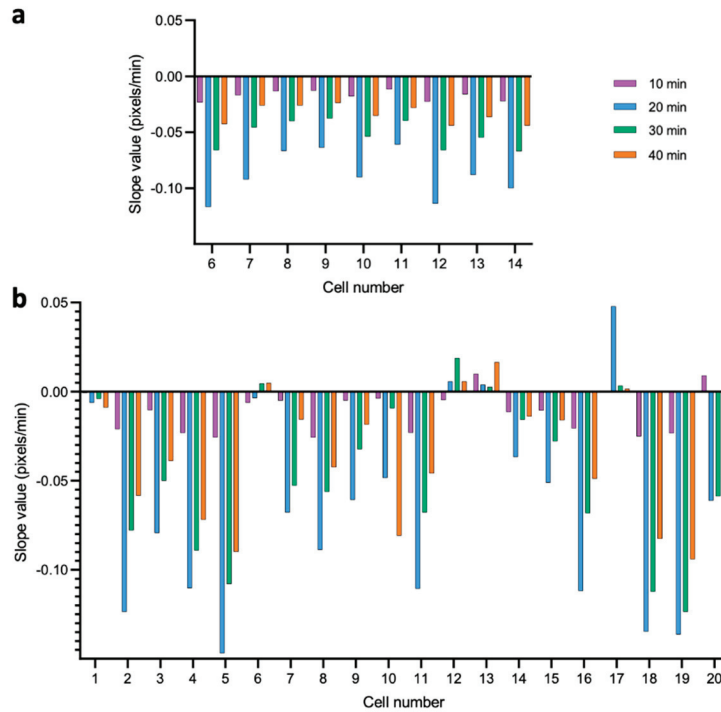 a
0.05
0.00
-0.05
-0.10
Slope value (pixels/min)
6 7 8 9 10 11 12 13 14
Cell number
10 min
20 min
30 min
40 min
b
0.05
0.00
-0.05
-0.10
Slope value (pixels/min)
1 2 3 4 5 6 7 8 9 10 11 12 13 14 15 16 17 18 19 20
Cell number